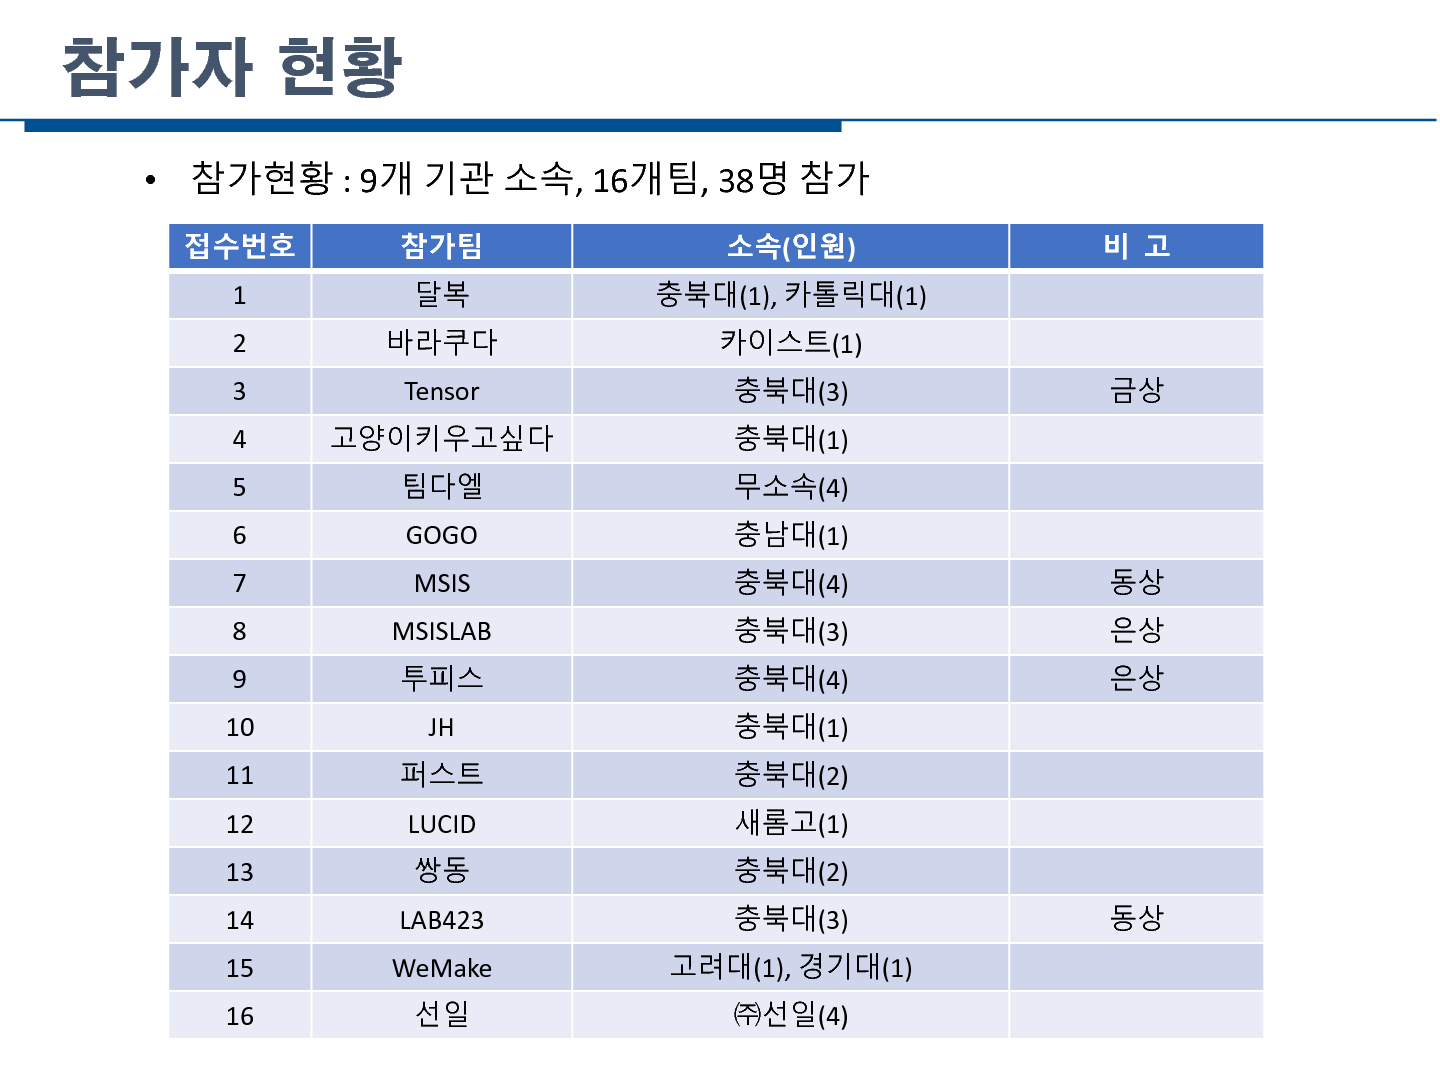 참가자 현황
• 참가현황 : 9개 기관 소속, 16개팀, 38명 참가
접수번호 참가팀 소속(인원) 비 고
1 달복 충북대(1), 카톨릭대(1)
2 바라쿠다 카이스트(1)
3 Tensor 충북대(3) 금상
4 고양이키우고싶다 충북대(1)
5 팀다엘 무소속(4)
6 GOGO 충남대(1)
7 MSIS 충북대(4) 동상
8 MSISLAB 충북대(3) 은상
9 투피스 충북대(4) 은상
10 JH 충북대(1)
11 퍼스트 충북대(2)
12 LUCID 새롬고(1)
13 쌍동 충북대(2)
14 LAB423 충북대(3) 동상
15 WeMake 고려대(1), 경기대(1)
16 선일 ㈜선일(4)